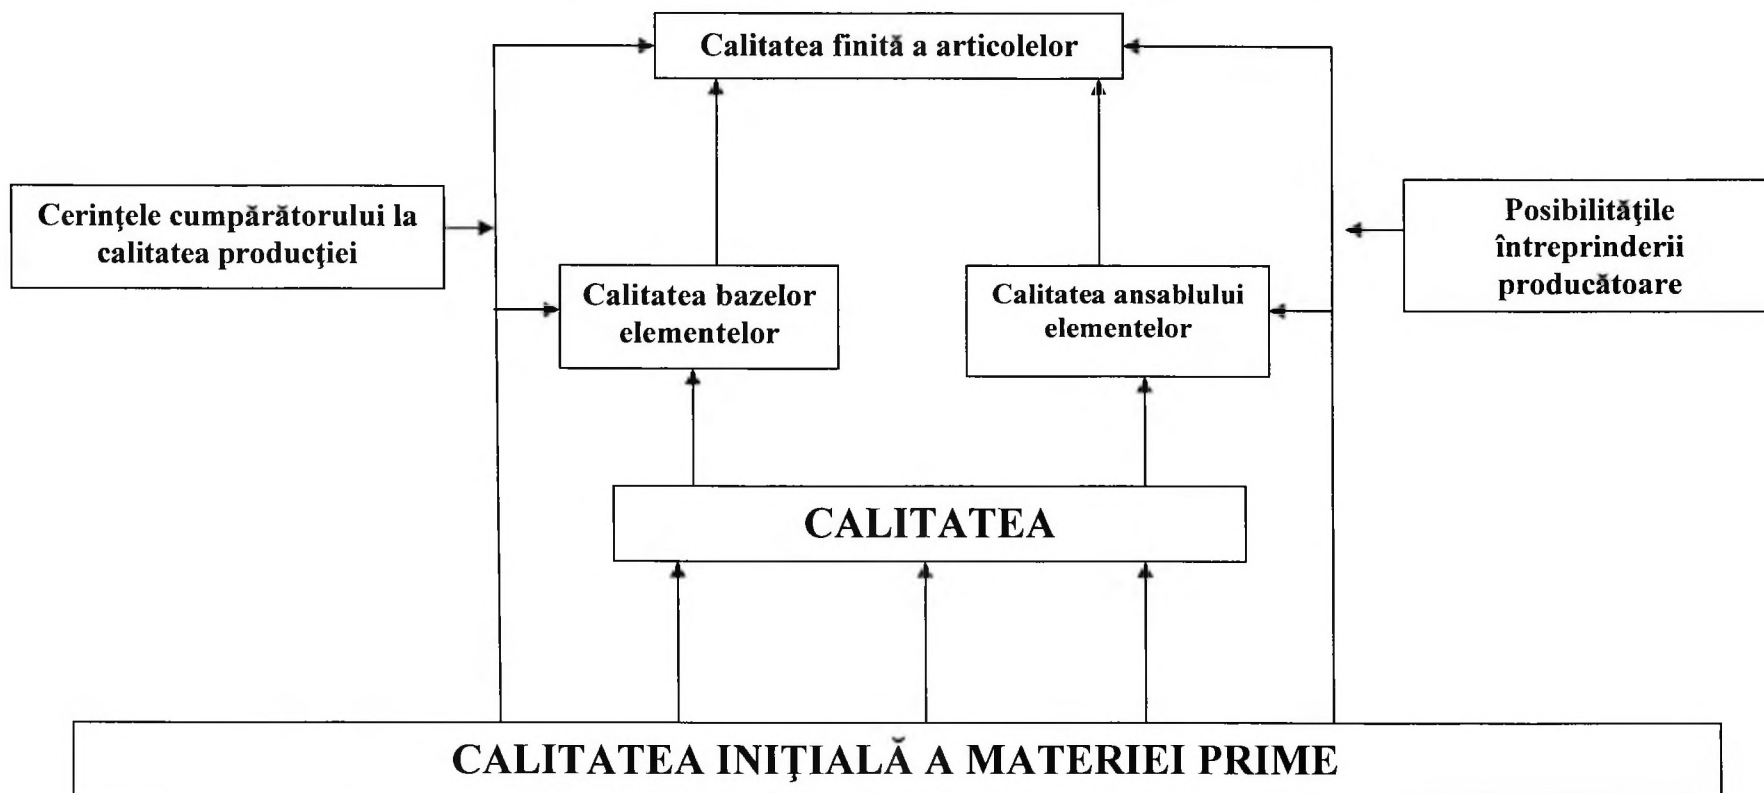 Calitatea finită a articolelor
Cerinţele cumpărătorului la
calitatea producţiei
Posibilităţile
întreprinderii
producătoare
Calitatea bazelor
elementelor
Calitatea ansablului
elementelor
CALITATEA
CALITATEA INIŢIALĂ A MATERIEI PRIME